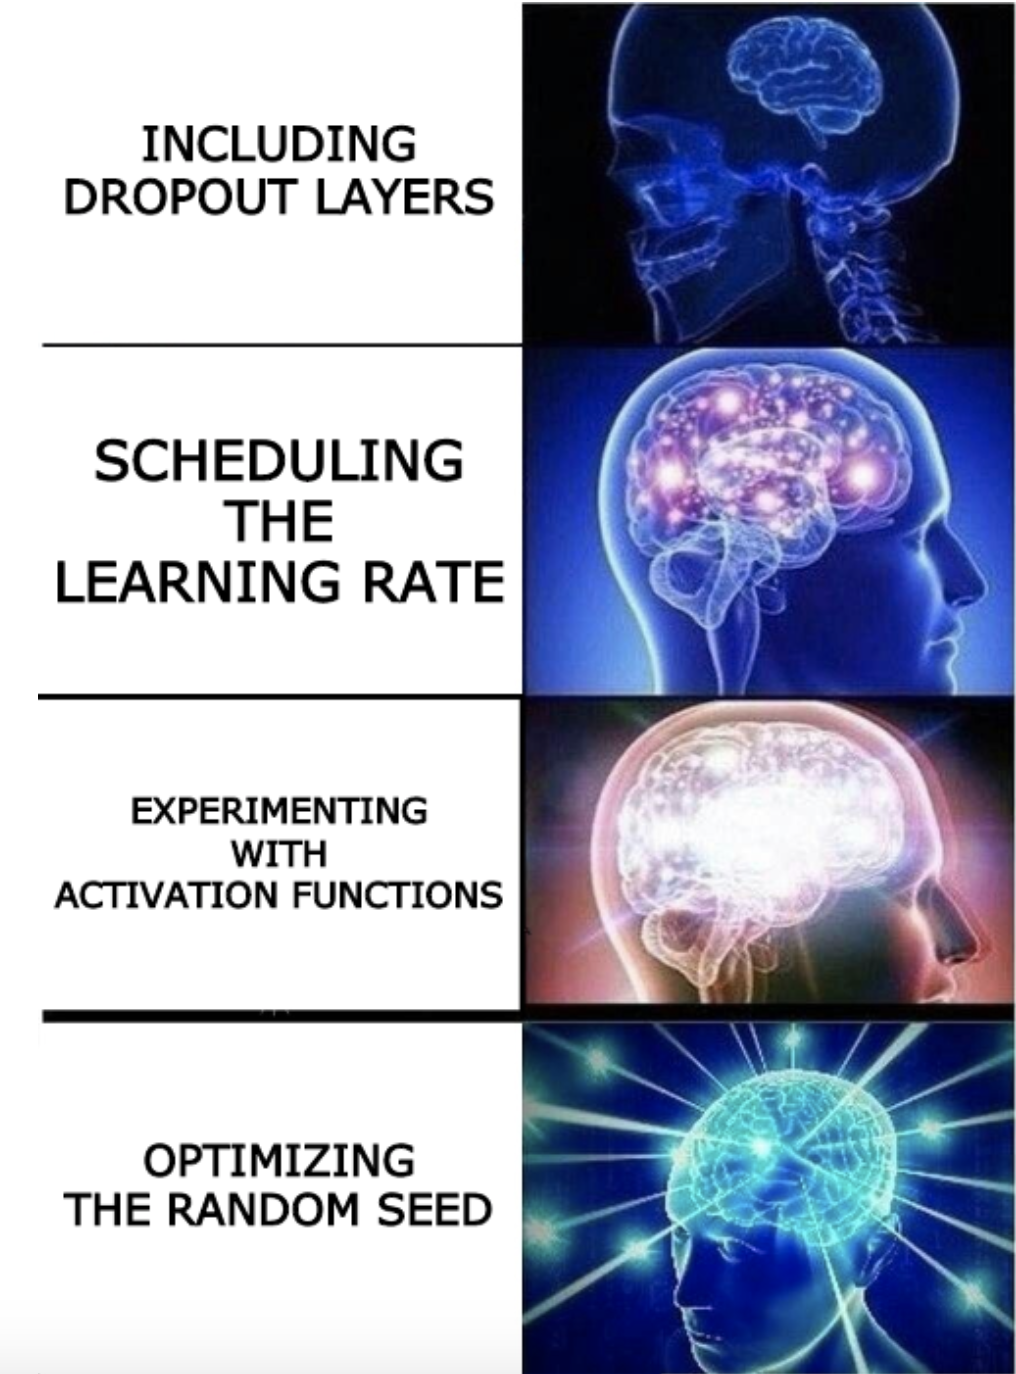 INCLUDING
DROPOUT LAYERS
SCHEDULING
THE
LEARNING RATE
EXPERIMENTING
WITH
ACTIVATION FUNCTIONS
OPTIMIZING
THE RANDOM SEED